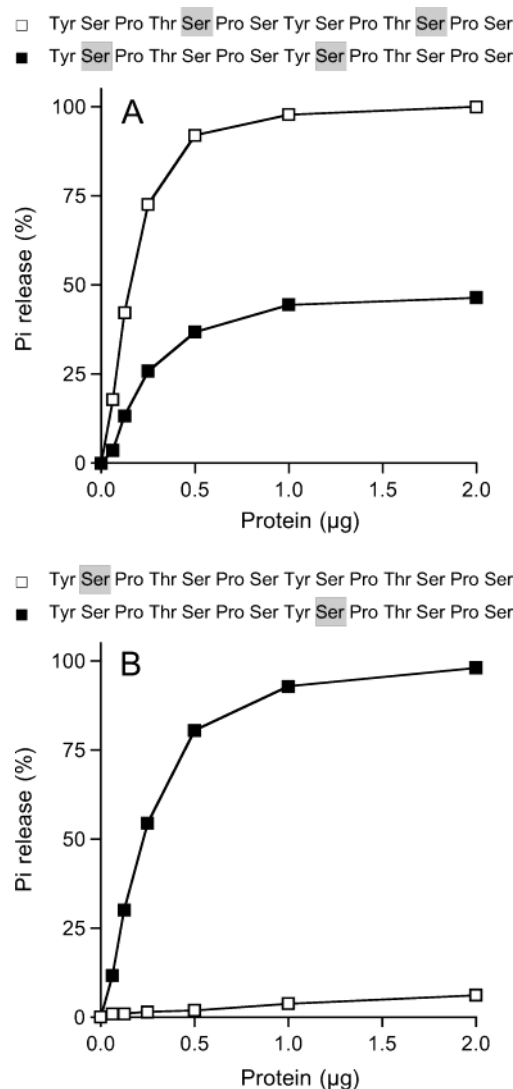 □ Tyr Ser Pro Thr Ser Pro Ser Tyr Ser Pro Thr Ser Pro Ser
■ Tyr Ser Pro Thr Ser Pro Ser Tyr Ser Pro Thr Ser Pro Ser
A
100
75
50
25
0
Pi release (%)
0.0 0.5 1.0 1.5 2.0
Protein (µg)
□ Tyr Ser Pro Thr Ser Pro Ser Tyr Ser Pro Thr Ser Pro Ser
■ Tyr Ser Pro Thr Ser Pro Ser Tyr Ser Pro Thr Ser Pro Ser
B
100
75
50
25
0
Pi release (%)
0.0 0.5 1.0 1.5 2.0
Protein (µg)